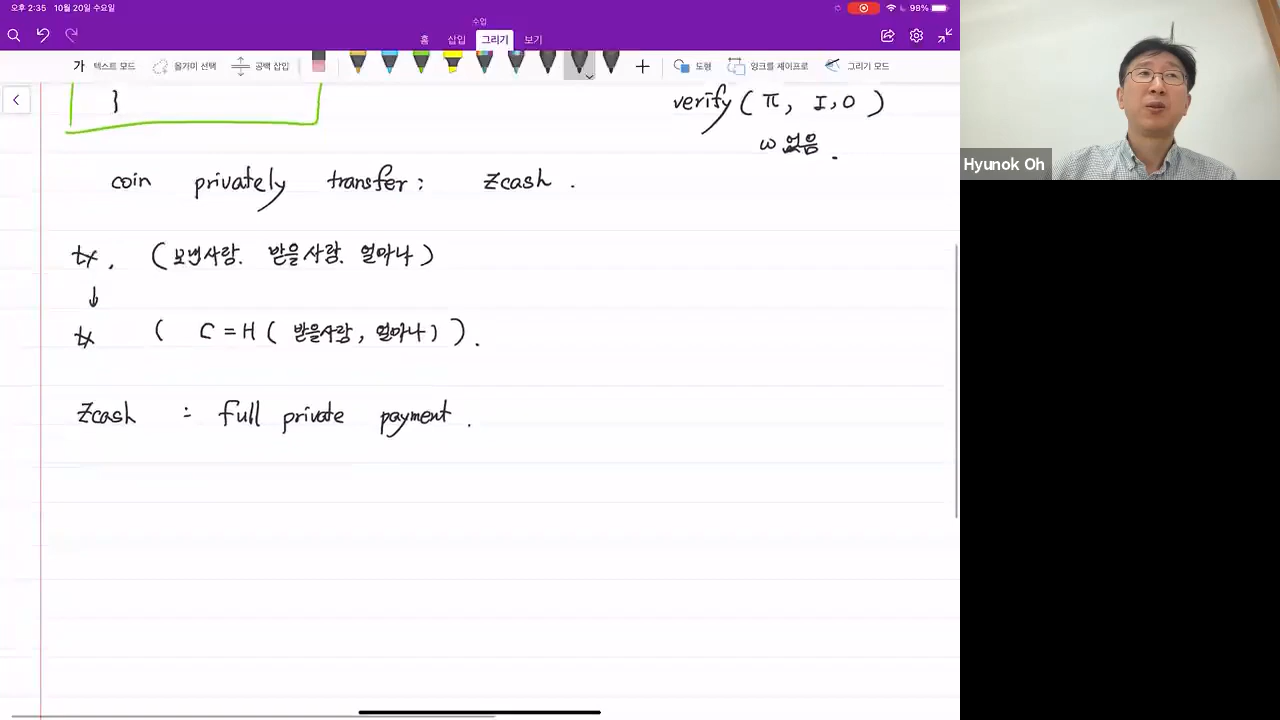 오후 2:35 10월 20일 수요일
98%
수업
홈 삽입 그리기 보기
가 텍스트 모드 올가미 선택 공백 삽입 도형 잉크를 셰이프로 그리기 모드
}
verify ( π, I, O )
ω 없음 .
coin privately transfer : Zcash .
tx . ( 보낸사람. 받을사람. 얼마나 )
↓
tx ( C = H ( 받을사람, 얼마나 ) ) .
Zcash : full private payment .
Hyunok Oh